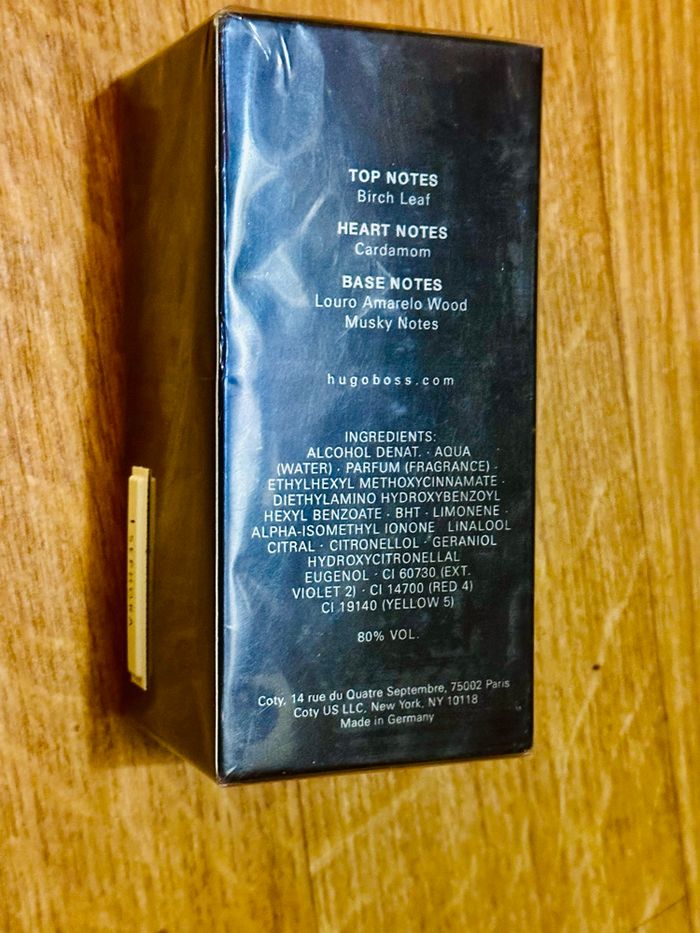 TOP NOTES
Birch Leaf
HEART NOTES
Cardamom
BASE NOTES
Louro Amarelo Wood
Musky Notes
hugoboss.com
INGREDIENTS:
ALCOHOL DENAT. · AQUA
(WATER) · PARFUM (FRAGRANCE) ·
ETHYLHEXYL METHOXYCINNAMATE ·
DIETHYLAMINO HYDROXYBENZOYL
HEXYL BENZOATE · BHT · LIMONENE ·
ALPHA-ISOMETHYL IONONE LINALOOL
CITRAL · CITRONELLOL · GERANIOL
HYDROXYCITRONELLAL
EUGENOL · CI 60730 (EXT.
VIOLET 2) · CI 14700 (RED 4)
CI 19140 (YELLOW 5)
80% VOL.
Coty, 14 rue du Quatre Septembre, 75002 Paris
Coty US LLC, New York, NY 10118
Made in Germany
SEPHORA